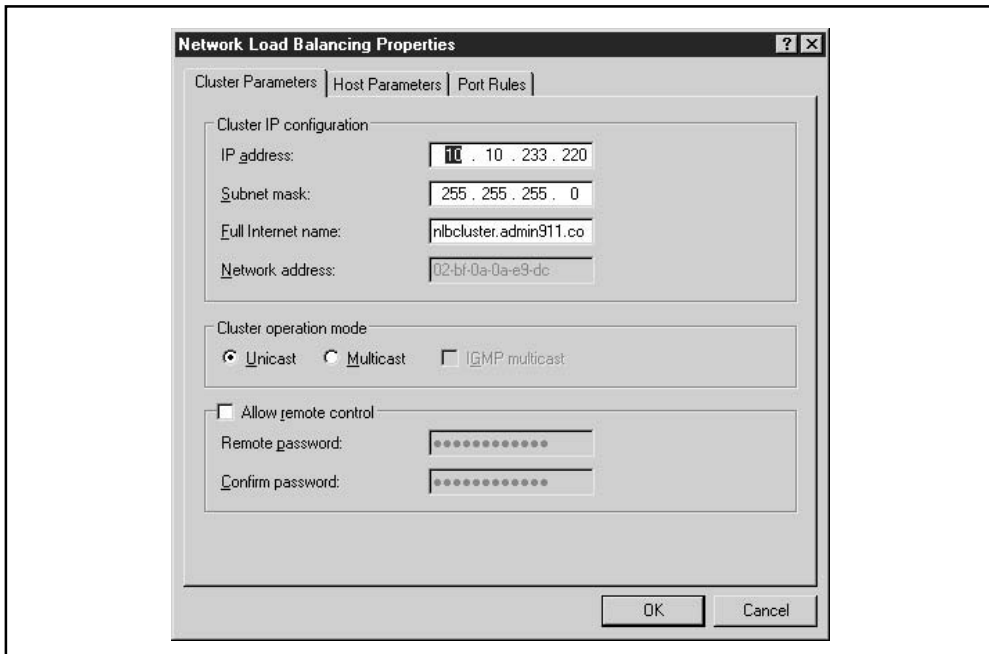 Network Load Balancing Properties
Cluster Parameters Host Parameters Port Rules
Cluster IP configuration
IP address: 10 . 10 . 233 . 220
Subnet mask: 255 . 255 . 255 . 0
Full Internet name: nlbcluster.admin911.co
Network address: 02-bf-0a-0a-e9-dc
Cluster operation mode
Unicast Multicast IGMP multicast
Allow remote control
Remote password: ●●●●●●●●●●●●
Confirm password: ●●●●●●●●●●●●
OK Cancel